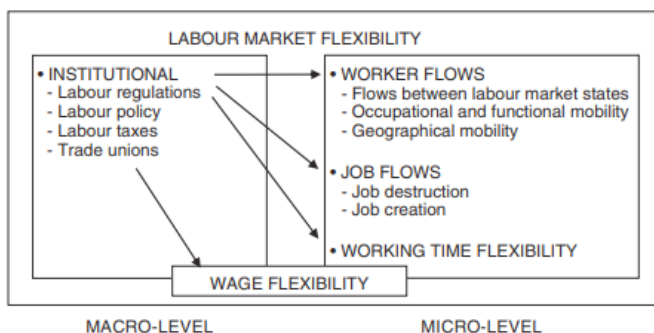 LABOUR MARKET FLEXIBILITY
• INSTITUTIONAL
- Labour regulations
- Labour policy
- Labour taxes
- Trade unions
• WORKER FLOWS
- Flows between labour market states
- Occupational and functional mobility
- Geographical mobility
• JOB FLOWS
- Job destruction
- Job creation
• WORKING TIME FLEXIBILITY
WAGE FLEXIBILITY
MACRO-LEVEL
MICRO-LEVEL